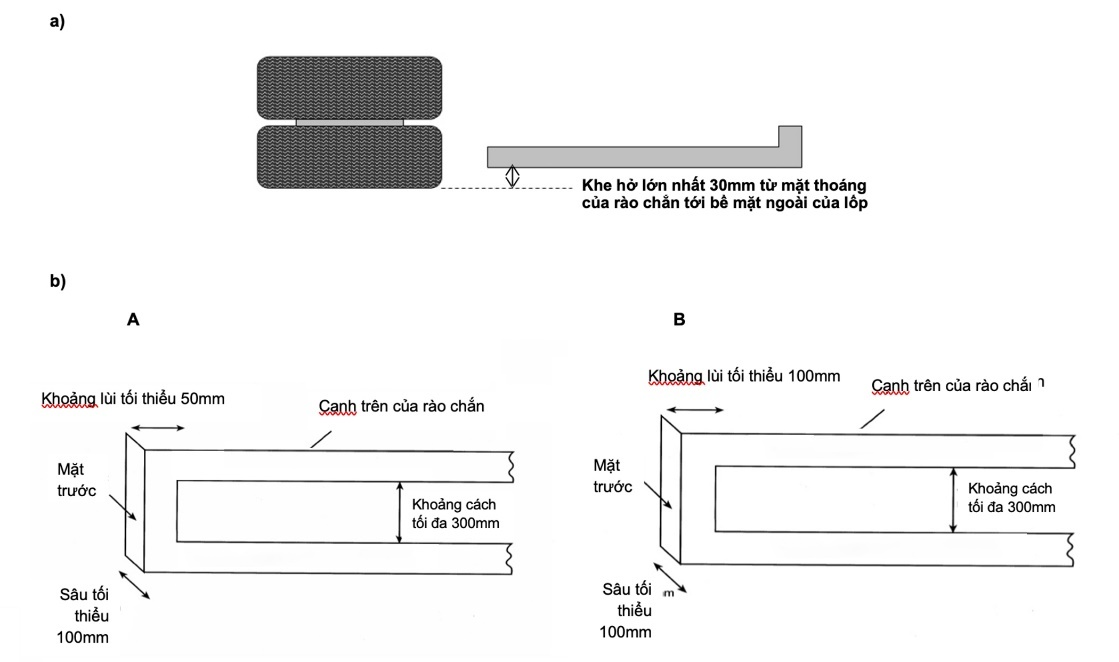 a)
Khe hở lớn nhất 30mm từ mặt thoáng
của rào chắn tới bề mặt ngoài của lốp
b)
A
Khoảng lùi tối thiểu 50mm
Cạnh trên của rào chắn
Mặt
trước
Khoảng cách
tối đa 300mm
Sâu tối
thiểu
100mm
B
Khoảng lùi tối thiểu 100mm
Cạnh trên của rào chắn
Mặt
trước
Khoảng cách
tối đa 300mm
Sâu tối m
thiểu
100mm